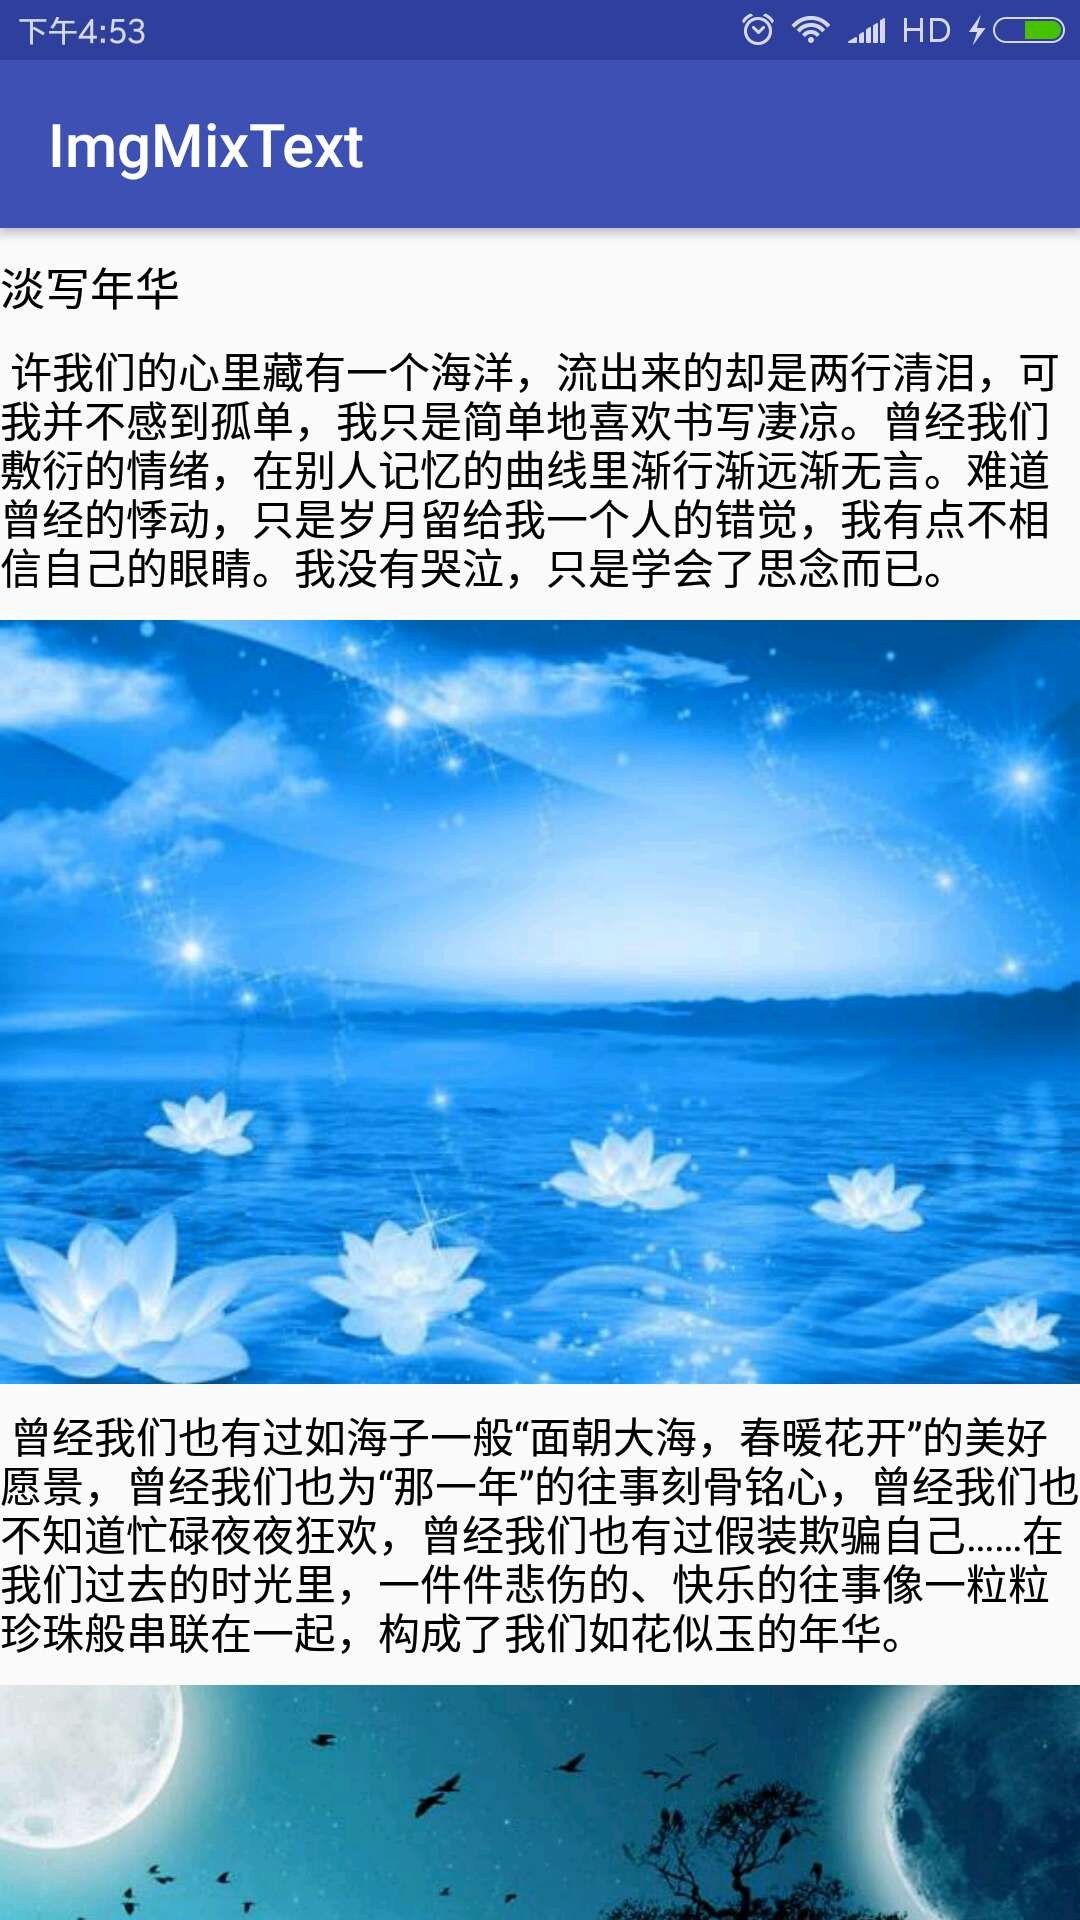 下午4:53
HD
ImgMixText
淡写年华
许我们的心里藏有一个海洋，流出来的却是两行清泪，可
我并不感到孤单，我只是简单地喜欢书写凄凉。曾经我们
敷衍的情绪，在别人记忆的曲线里渐行渐远渐无言。难道
曾经的悸动，只是岁月留给我一个人的错觉，我有点不相
信自己的眼睛。我没有哭泣，只是学会了思念而已。
曾经我们也有过如海子一般“面朝大海，春暖花开”的美好
愿景，曾经我们也为“那一年”的往事刻骨铭心，曾经我们也
不知道忙碌夜夜狂欢，曾经我们也有过假装欺骗自己……在
我们过去的时光里，一件件悲伤的、快乐的往事像一粒粒
珍珠般串联在一起，构成了我们如花似玉的年华。